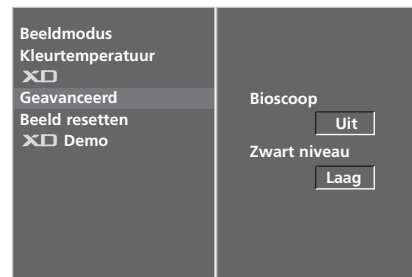 Beeldmodus
Kleurtemperatuur
XD
Geavanceerd
Beeld resetten
XD Demo
Bioscoop
Uit
Zwart niveau
Laag